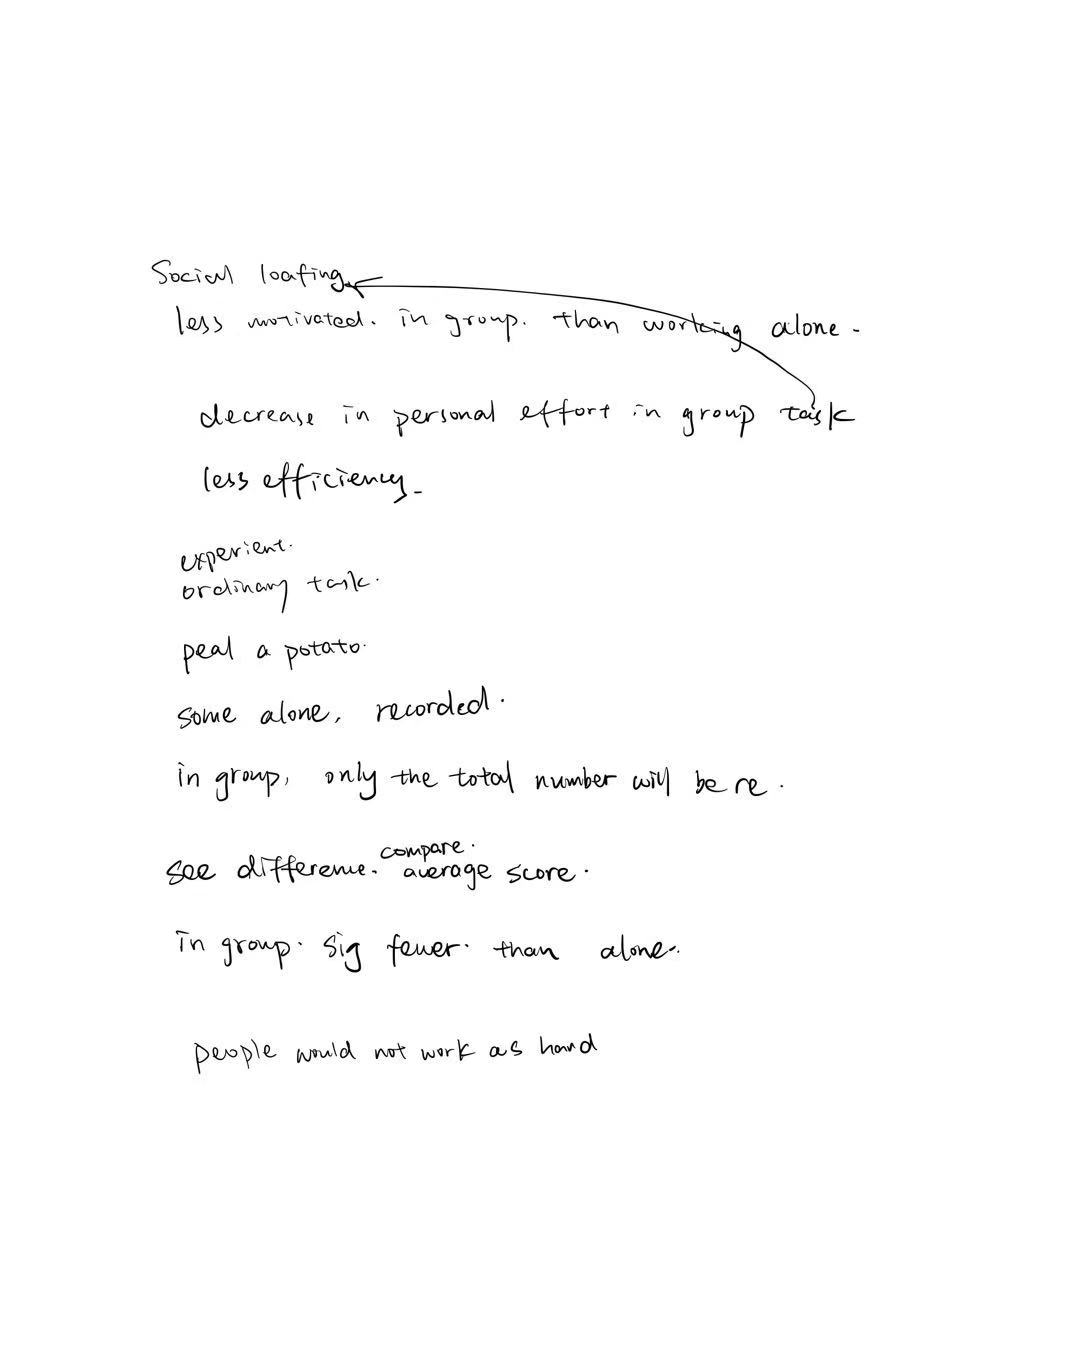 Social loafing.
less motivated. in group. than working alone.
decrease in personal effort in group task
less efficiency.
experient.
ordinary task.
peal a potato.
some alone, recorded.
in group, only the total number will be re.
compare.
see difference. average score.
in group. sig fewer. than alone.
people would not work as hard